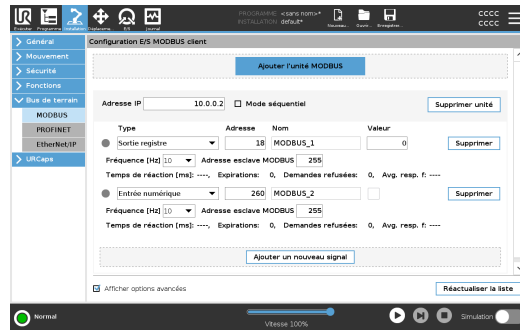 PROGRAMME <sans nom>*
INSTALLATION default*
CCCC
CCCC
Exécuter Programme Installation Déplaceme... E/S Journal
Nouveau... Ouvrir... Enregistrer...
Général
Mouvement
Sécurité
Fonctions
Bus de terrain
MODBUS
PROFINET
EtherNet/IP
URCaps
Configuration E/S MODBUS client
Ajouter l'unité MODBUS
Adresse IP 10.0.0.2 Mode séquentiel Supprimer unité
Type Adresse Nom Valeur
Sortie registre 18 MODBUS_1 0 Supprimer
Fréquence [Hz] 10 Adresse esclave MODBUS 255
Temps de réaction [ms]: ----, Expirations: 0, Demandes refusées: 0, Avg. resp. f: ----
Entrée numérique 260 MODBUS_2 Supprimer
Fréquence [Hz] 10 Adresse esclave MODBUS 255
Temps de réaction [ms]: ----, Expirations: 0, Demandes refusées: 0, Avg. resp. f: ----
Ajouter un nouveau signal
Afficher options avancées
Réactualiser la liste
Normal
Vitesse 100%
Simulation